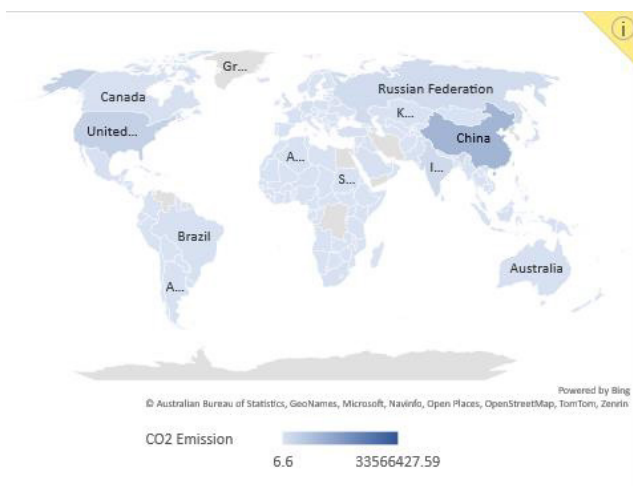 i
Gr...
Russian Federation
Canada
K...
United...
China
A...
I...
S...
Brazil
Australia
A...
Powered by Bing
© Australian Bureau of Statistics, GeoNames, Microsoft, Navinfo, Open Places, OpenStreetMap, TomTom, Zenrin
CO2 Emission
6.6 33566427.59